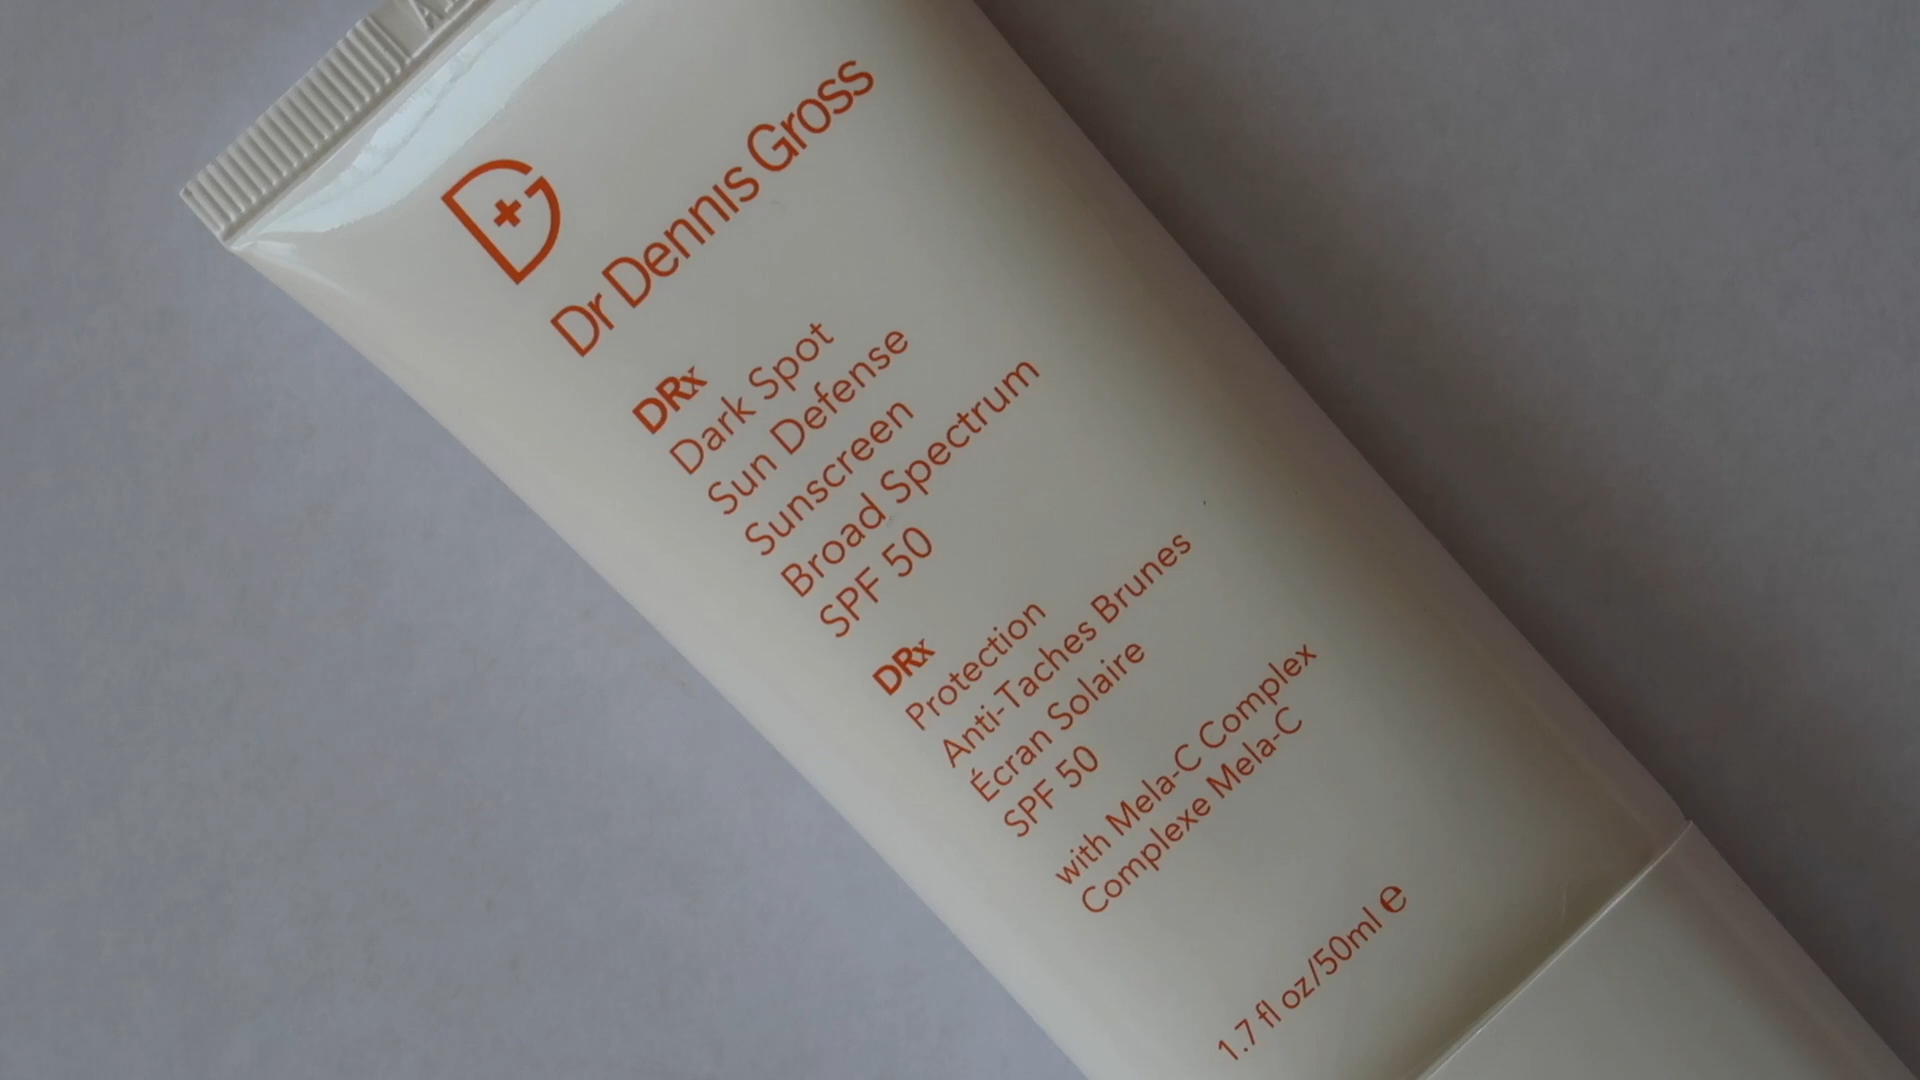 Dr Dennis Gross
DRx
Dark Spot
Sun Defense
Sunscreen
Broad Spectrum
SPF 50
DRx
Protection
Anti-Taches Brunes
Écran Solaire
SPF 50
with Mela-C Complex
Complexe Mela-C
1.7 fl oz/50ml ℮